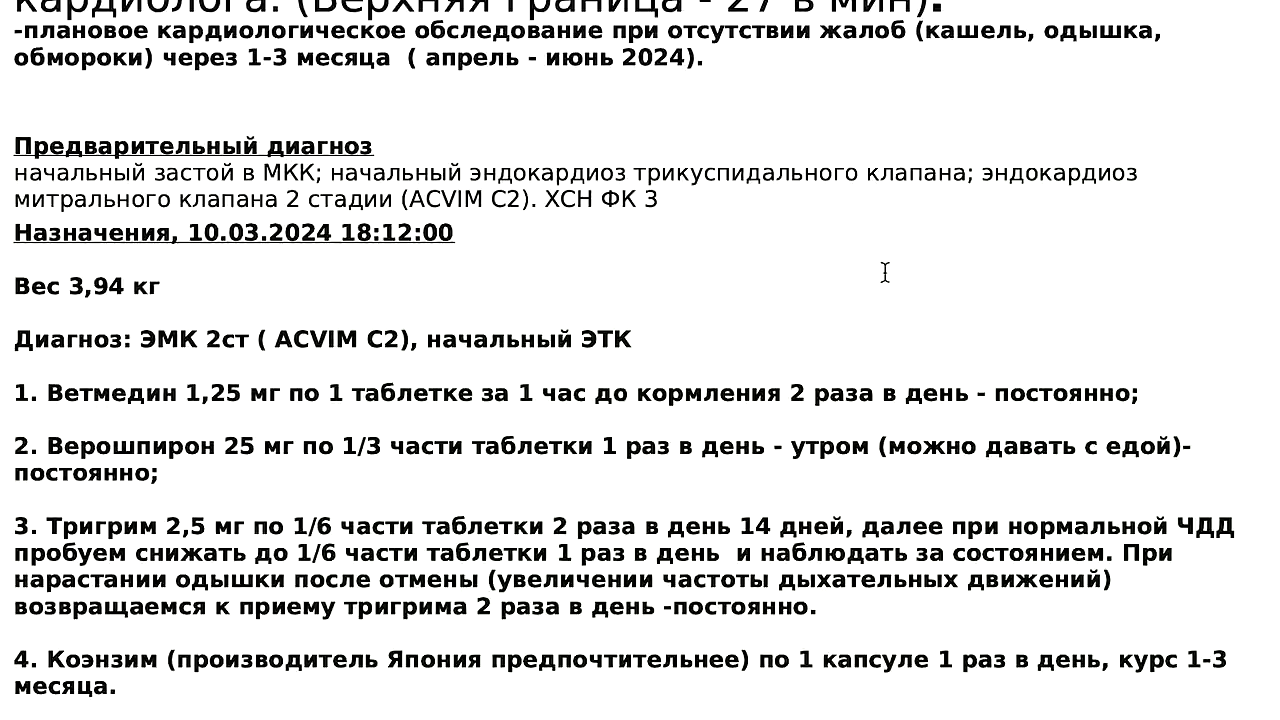 кардиолога. (Верхняя граница - 27 в мин).
-плановое кардиологическое обследование при отсутствии жалоб (кашель, одышка,
обмороки) через 1-3 месяца  ( апрель - июнь 2024).
Предварительный диагноз
начальный застой в МКК; начальный эндокардиоз трикуспидального клапана; эндокардиоз
митрального клапана 2 стадии (ACVIM C2). ХСН ФК 3
Назначения, 10.03.2024 18:12:00
Вес 3,94 кг
Диагноз: ЭМК 2ст ( ACVIM C2), начальный ЭТК
1. Ветмедин 1,25 мг по 1 таблетке за 1 час до кормления 2 раза в день - постоянно;
2. Верошпирон 25 мг по 1/3 части таблетки 1 раз в день - утром (можно давать с едой)-
постоянно;
3. Тригрим 2,5 мг по 1/6 части таблетки 2 раза в день 14 дней, далее при нормальной ЧДД
пробуем снижать до 1/6 части таблетки 1 раз в день  и наблюдать за состоянием. При
нарастании одышки после отмены (увеличении частоты дыхательных движений)
возвращаемся к приему тригрима 2 раза в день -постоянно.
4. Коэнзим (производитель Япония предпочтительнее) по 1 капсуле 1 раз в день, курс 1-3
месяца.